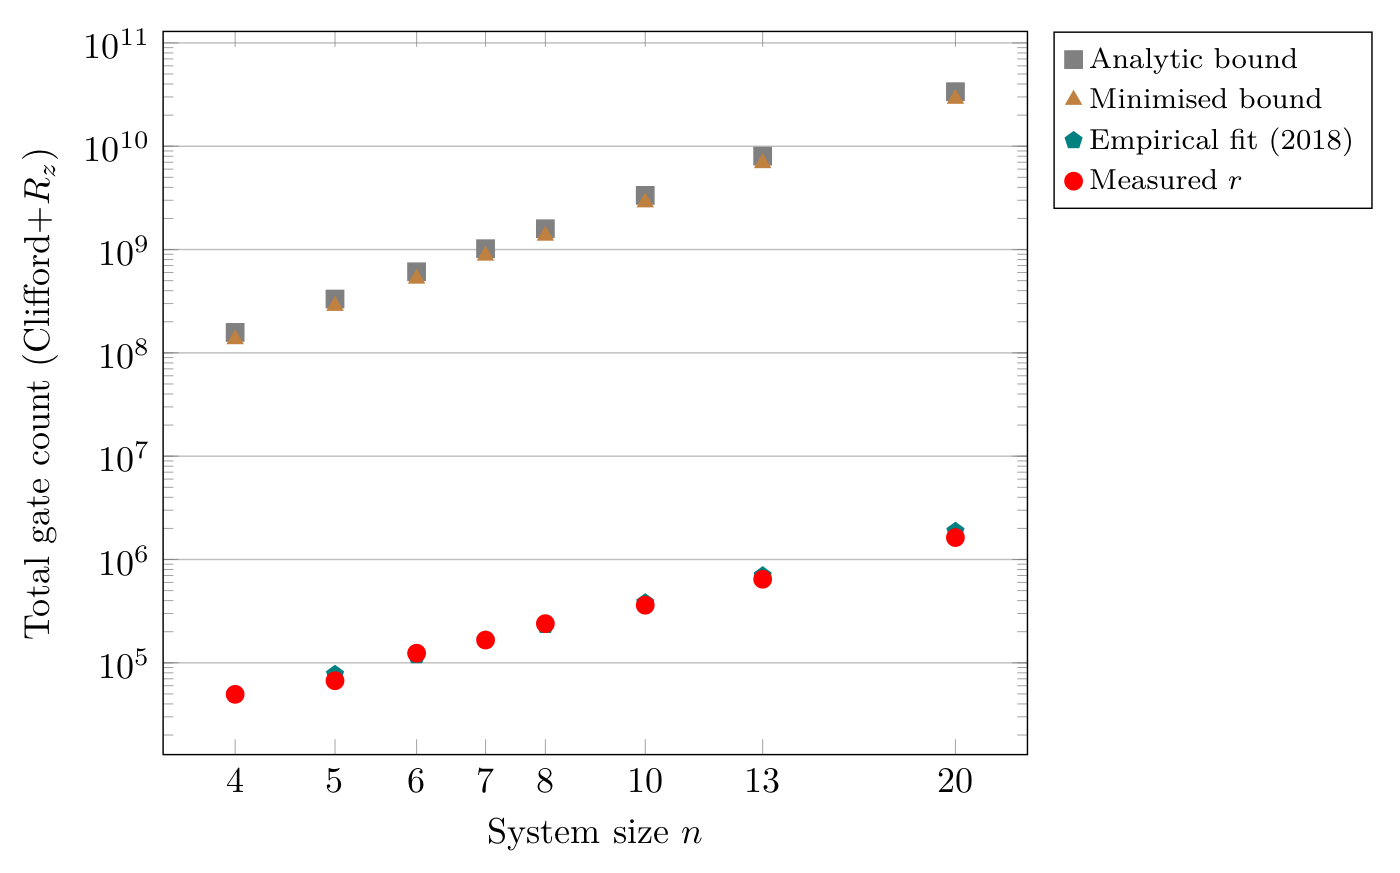 10^11
10^10
10^9
10^8
10^7
10^6
10^5
Total gate count (Clifford+R_z)
4 5 6 7 8 10 13 20
System size n
Analytic bound
Minimised bound
Empirical fit (2018)
Measured r